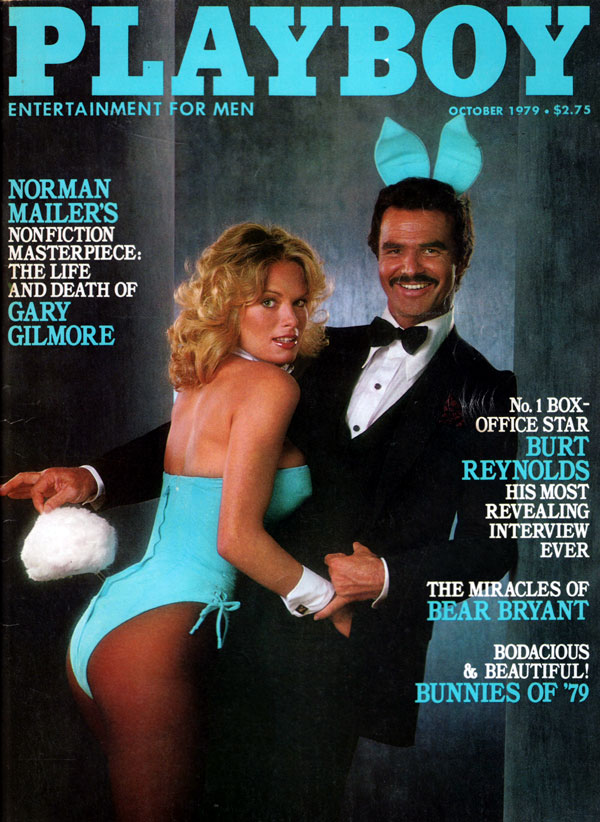 PLAYBOY
ENTERTAINMENT FOR MEN
OCTOBER 1979 • $2.75
NORMAN
MAILER'S
NONFICTION
MASTERPIECE:
THE LIFE
AND DEATH OF
GARY
GILMORE
No. 1 BOX-
OFFICE STAR
BURT
REYNOLDS
HIS MOST
REVEALING
INTERVIEW
EVER
THE MIRACLES OF
BEAR BRYANT
BODACIOUS
& BEAUTIFUL!
BUNNIES OF '79